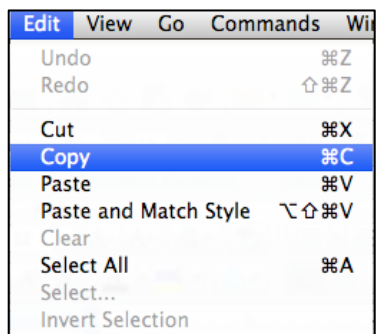 Edit View Go Commands Wi
Undo ⌘Z
Redo ⇧⌘Z
Cut ⌘X
Copy ⌘C
Paste ⌘V
Paste and Match Style ⌥⇧⌘V
Clear
Select All ⌘A
Select...
Invert Selection